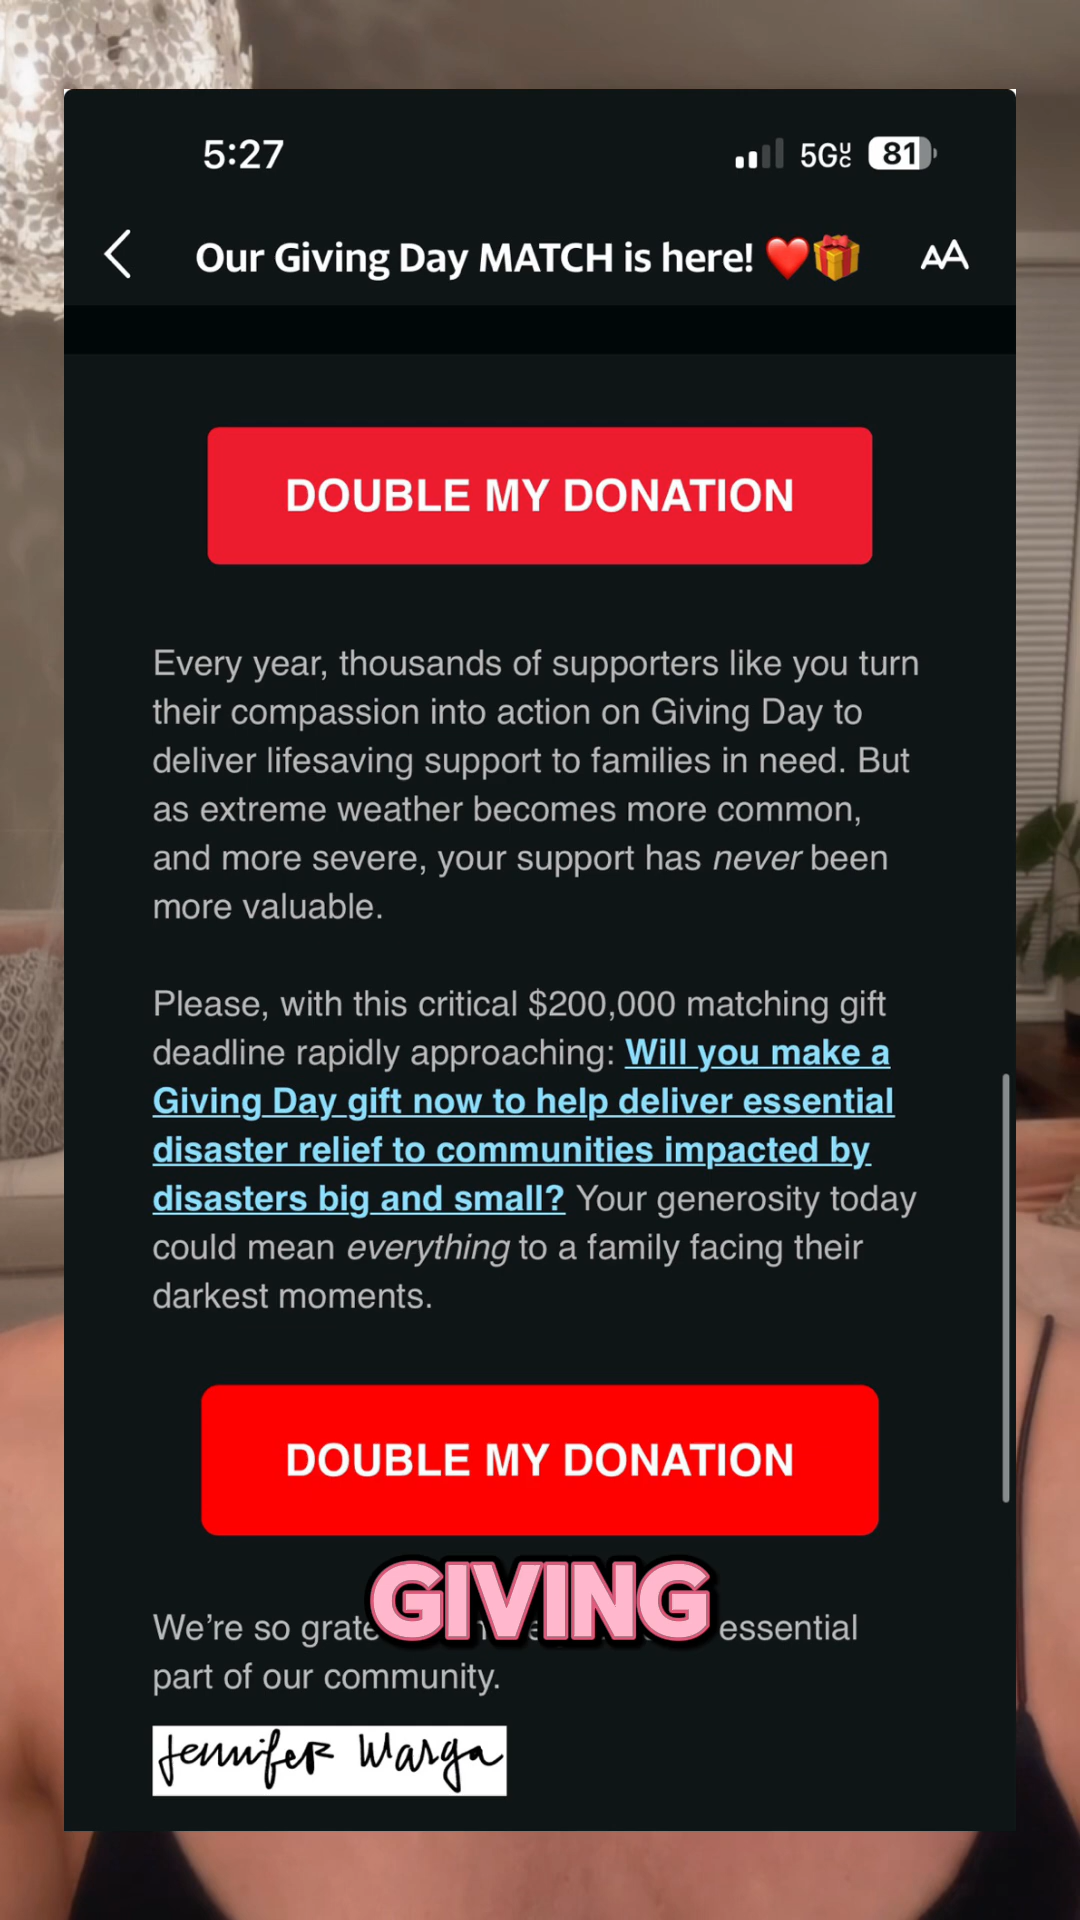 5:27
5G UC 81
Our Giving Day MATCH is here! ❤️🎁
AA
DOUBLE MY DONATION
Every year, thousands of supporters like you turn
their compassion into action on Giving Day to
deliver lifesaving support to families in need. But
as extreme weather becomes more common,
and more severe, your support has never been
more valuable.
Please, with this critical $200,000 matching gift
deadline rapidly approaching: Will you make a
Giving Day gift now to help deliver essential
disaster relief to communities impacted by
disasters big and small? Your generosity today
could mean everything to a family facing their
darkest moments.
DOUBLE MY DONATION
GIVING
We're so essential
part of our community.
Jennifer Warga